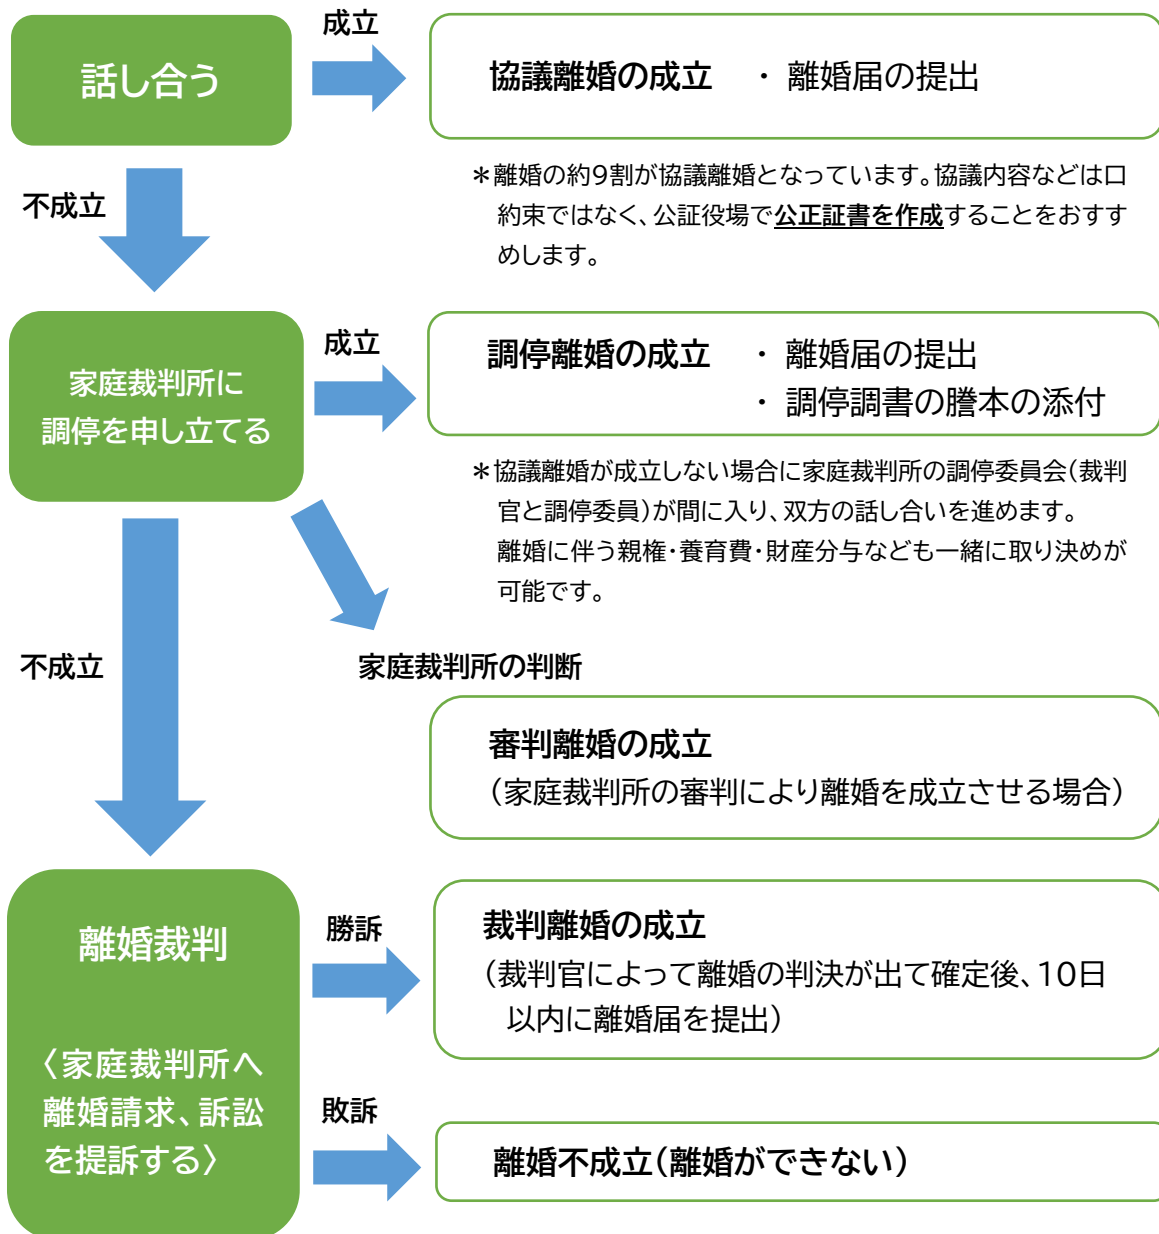 話し合う
成立
協議離婚の成立 ・ 離婚届の提出
不成立
＊離婚の約9割が協議離婚となっています。協議内容などは口
約束ではなく、公証役場で公正証書を作成することをおすす
めします。
家庭裁判所に
調停を申し立てる
成立
調停離婚の成立 ・ 離婚届の提出
・ 調停調書の謄本の添付
＊協議離婚が成立しない場合に家庭裁判所の調停委員会（裁判
官と調停委員）が間に入り、双方の話し合いを進めます。
離婚に伴う親権・養育費・財産分与なども一緒に取り決めが
可能です。
不成立
家庭裁判所の判断
審判離婚の成立
（家庭裁判所の審判により離婚を成立させる場合）
離婚裁判
〈家庭裁判所へ
離婚請求、訴訟
を提訴する〉
勝訴
裁判離婚の成立
（裁判官によって離婚の判決が出て確定後、10日
以内に離婚届を提出）
敗訴
離婚不成立（離婚ができない）